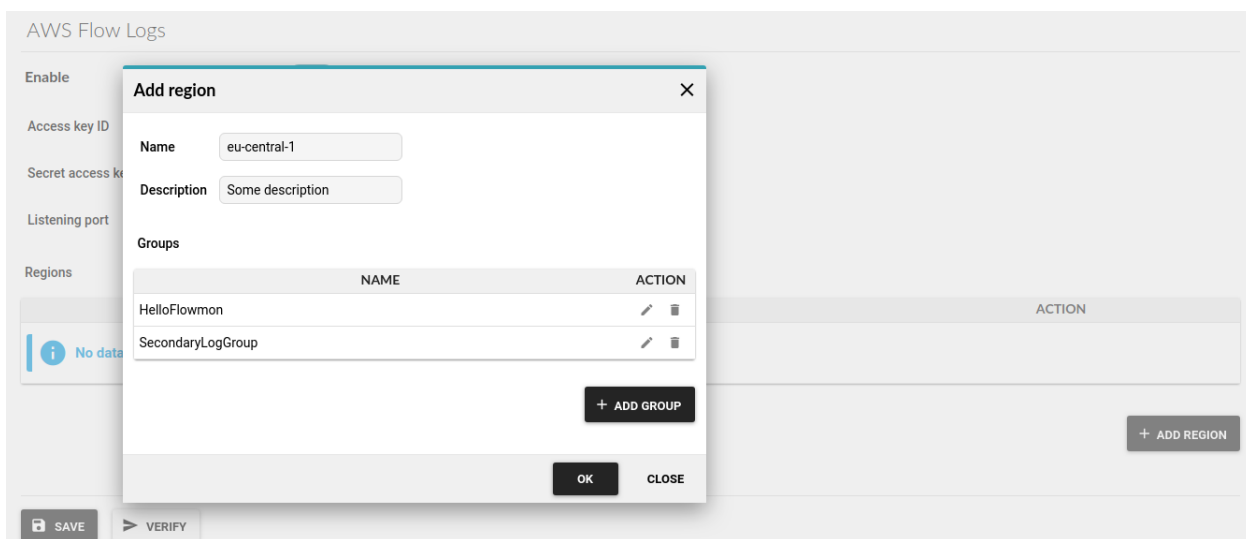 AWS Flow Logs
Enable
Add region
Access key ID
Name eu-central-1
Secret access ke
Description Some description
Listening port
Groups
Regions
NAME ACTION
HelloFlowmon
SecondaryLogGroup
ACTION
No data
+ ADD GROUP
+ ADD REGION
OK CLOSE
SAVE VERIFY